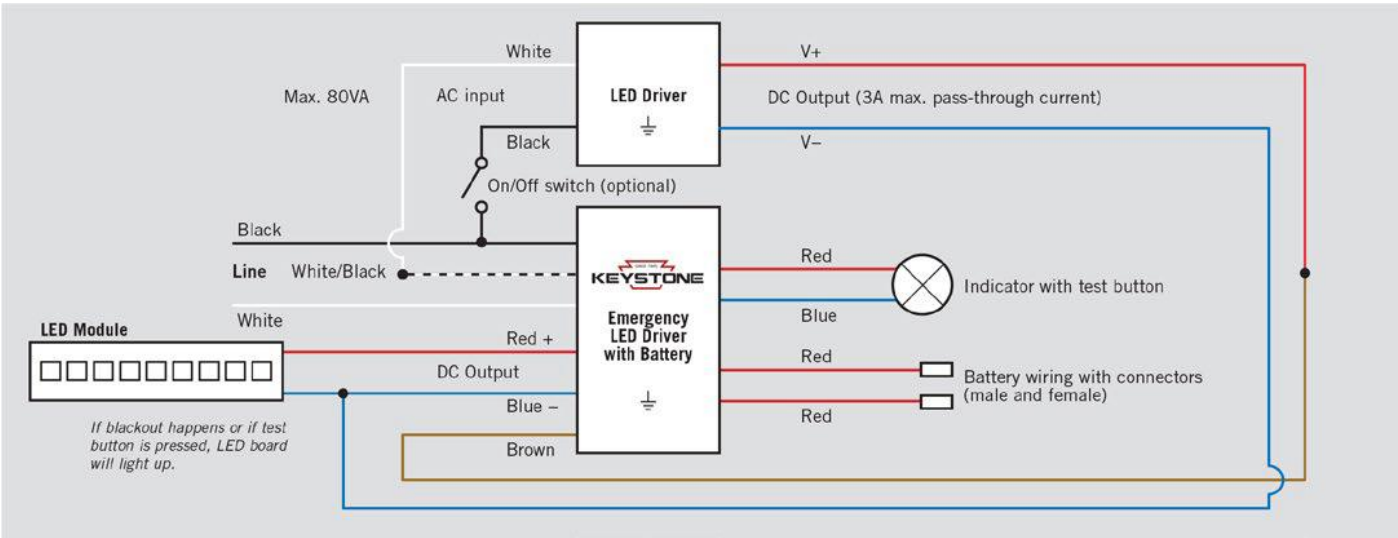 White
V+
Max. 80VA
AC input
LED Driver
DC Output (3A max. pass-through current)
Black
V–
On/Off switch (optional)
Black
Line
White/Black
KEYSTONE
Red
Indicator with test button
White
Emergency
LED Driver
with Battery
Blue
LED Module
Red +
DC Output
Red
Battery wiring with connectors
(male and female)
Blue –
Red
If blackout happens or if test
button is pressed, LED board
will light up.
Brown